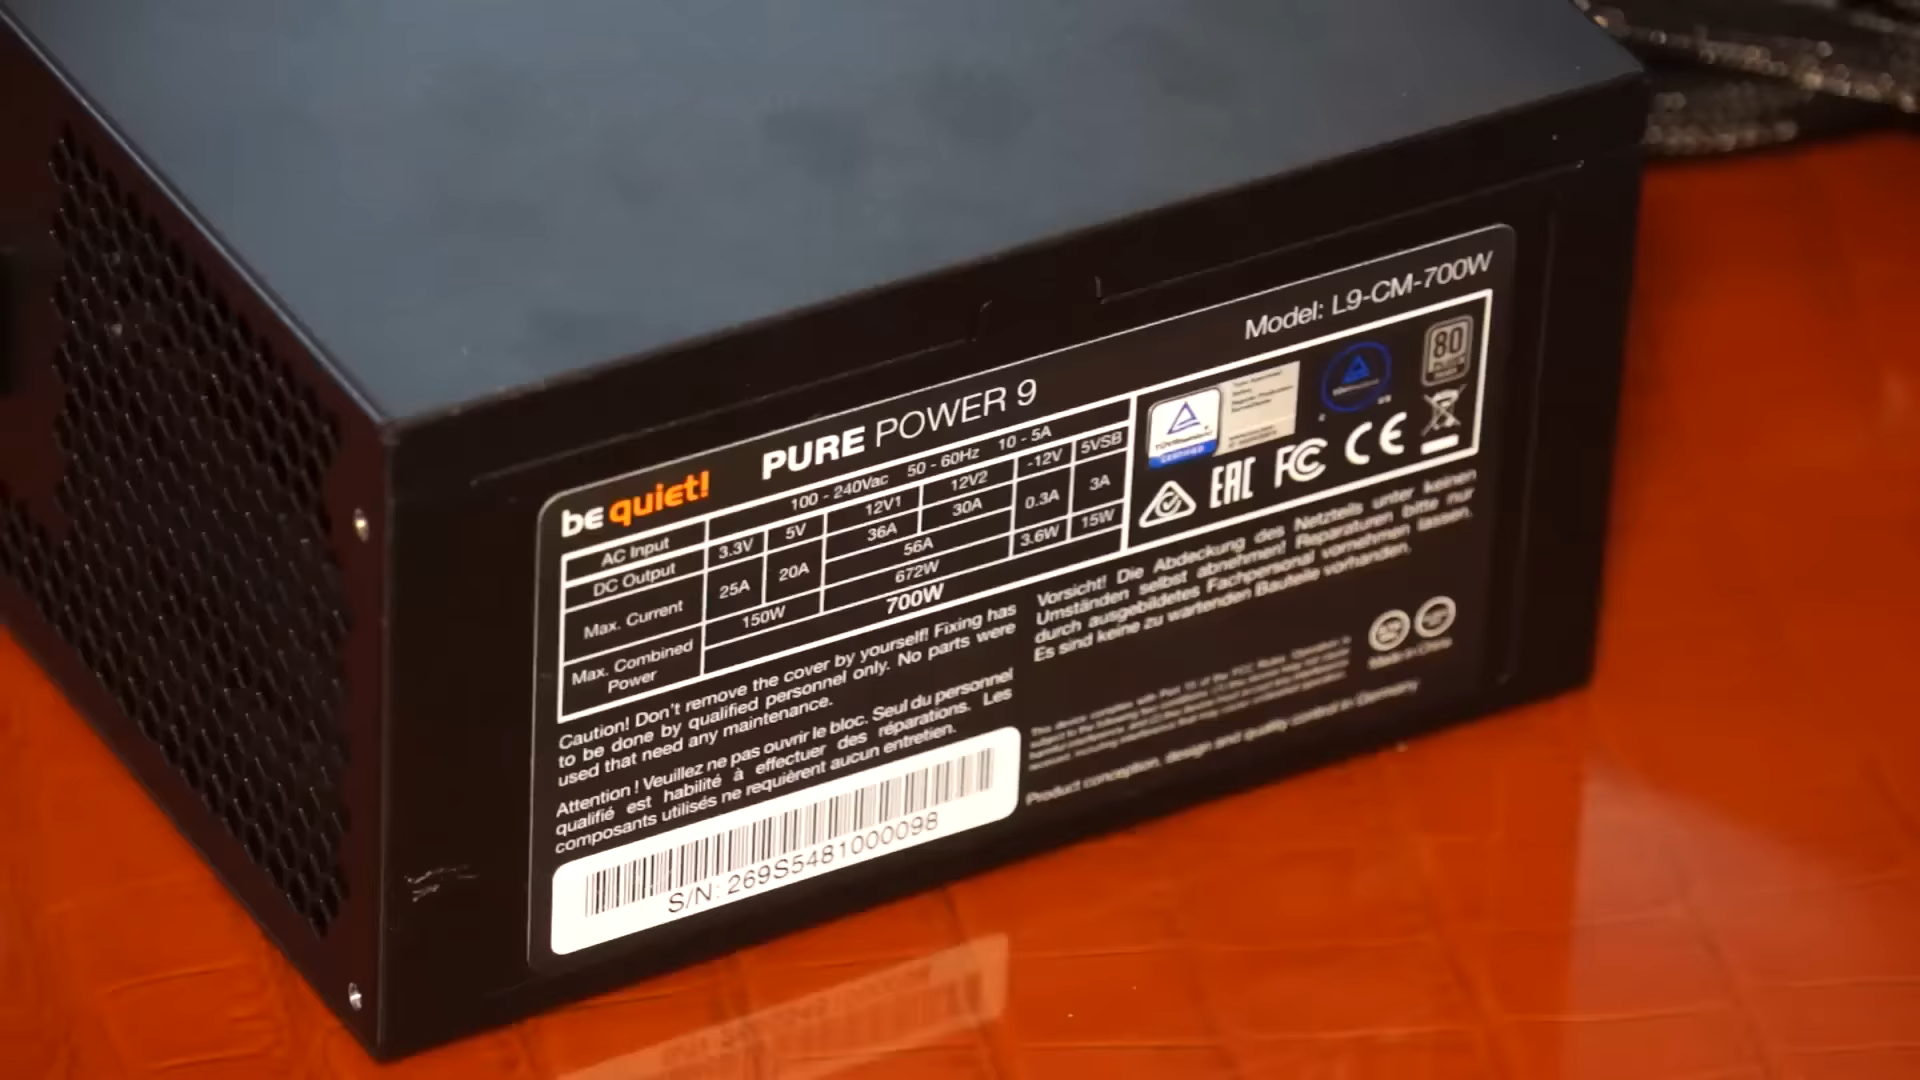 be quiet!
PURE POWER 9
Model: L9-CM-700W
AC Input 100 - 240Vac 50 - 60Hz 10 - 5A
DC Output 3.3V 5V 12V1 12V2 -12V 5VSB
Max. Current 25A 20A 36A 30A 0.3A 3A
56A
Max. Combined Power 150W 672W 3.6W 15W
700W
80
EAC FC CE
Caution! Don't remove the cover by yourself! Fixing has
to be done by qualified personnel only. No parts were
used that need any maintenance.
Attention ! Veuillez ne pas ouvrir le bloc. Seul du personnel
qualifié est habilité à effectuer des réparations. Les
composants utilisés ne requièrent aucun entretien.
Vorsicht! Die Abdeckung des Netzteils unter keinen
Umständen selbst abnehmen! Reparaturen bitte nur
durch ausgebildetes Fachpersonal vornehmen lassen.
Es sind keine zu wartenden Bauteile vorhanden.
Made in China
Product conception, design and quality control in Germany
S/N: 269S5481000098